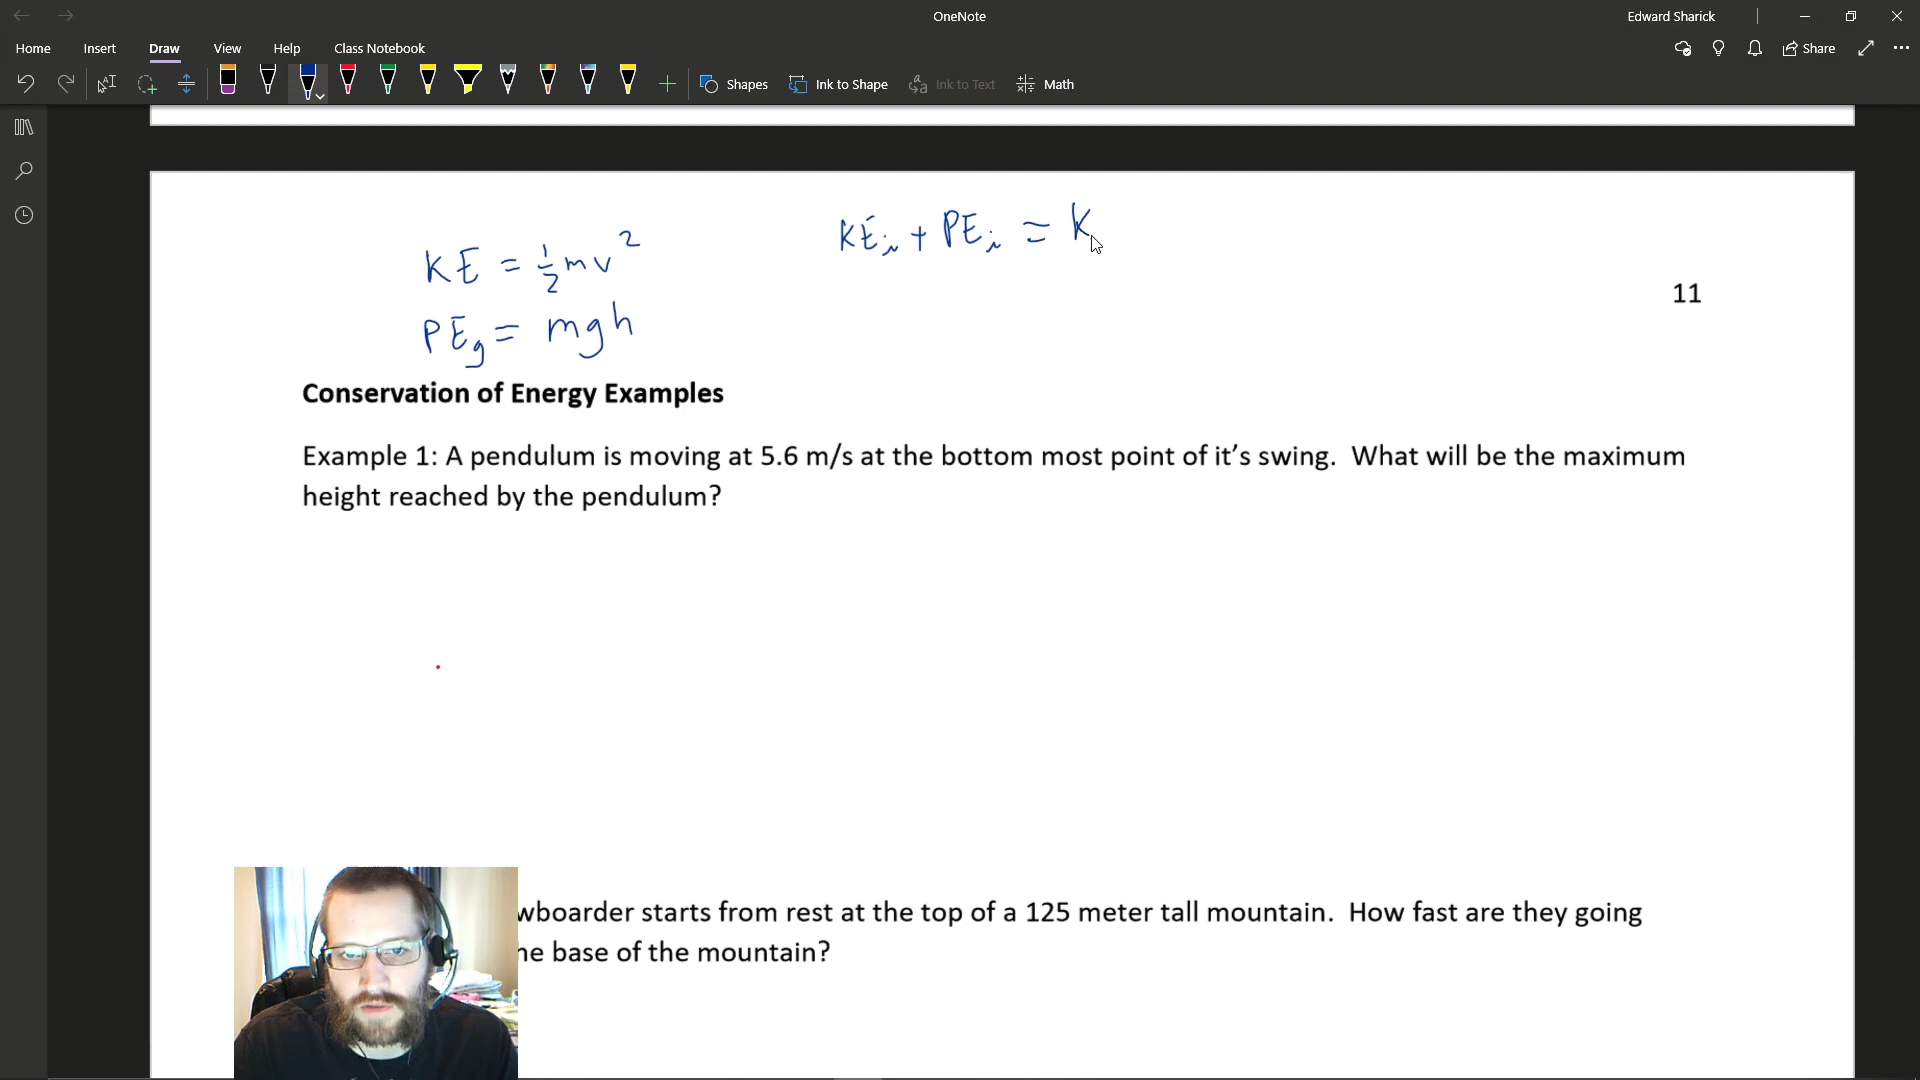 OneNote
Edward Sharick
Home Insert Draw View Help Class Notebook
Share
Shapes Ink to Shape Ink to Text Math
KEi + PEi = K
KE = 1/2 mv²
11
PEg = mgh
Conservation of Energy Examples
Example 1: A pendulum is moving at 5.6 m/s at the bottom most point of it’s swing. What will be the maximum
height reached by the pendulum?
wboarder starts from rest at the top of a 125 meter tall mountain. How fast are they going
he base of the mountain?